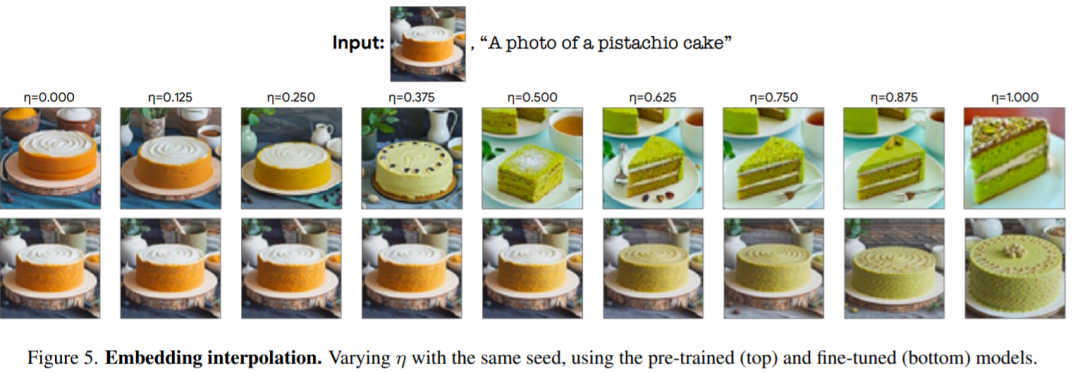 Input: , “A photo of a pistachio cake”
η=0.000 η=0.125 η=0.250 η=0.375 η=0.500 η=0.625 η=0.750 η=0.875 η=1.000
Figure 5. Embedding interpolation. Varying η with the same seed, using the pre-trained (top) and fine-tuned (bottom) models.